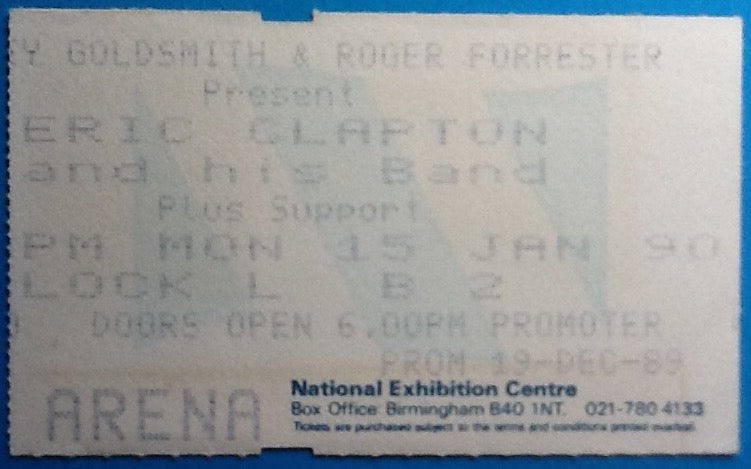 EY GOLDSMITH & ROGER FORRESTER
Present
ERIC CLAPTON
and his Band
Plus Support
PM MON 15 JAN 90
LOCK L B 2
DOORS OPEN 6.00PM PROMOTER
FROM 19-DEC-89
ARENA
National Exhibition Centre
Box Office: Birmingham B40 1NT. 021-780 4133
Tickets are purchased subject to the terms and conditions printed overleaf.